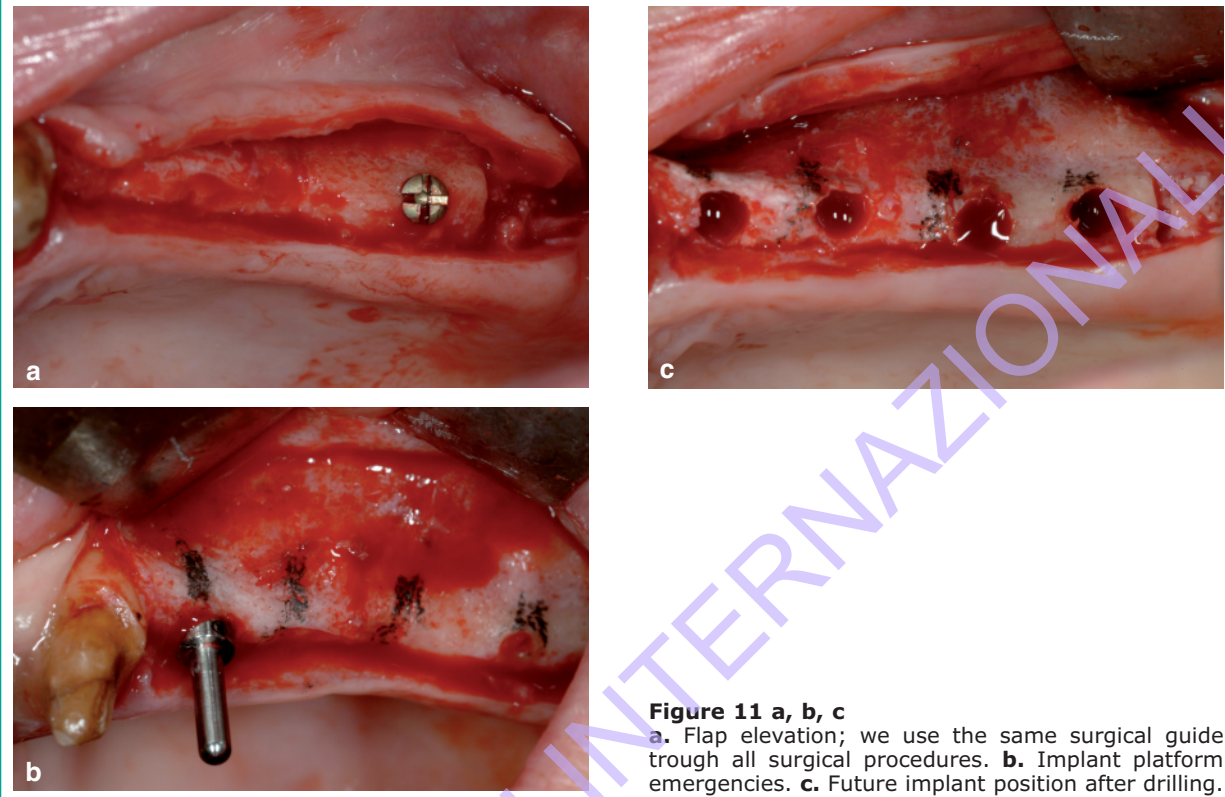 a
c
b
Figure 11 a, b, c
a. Flap elevation; we use the same surgical guide
trough all surgical procedures. b. Implant platform
emergencies. c. Future implant position after drilling.
INTERNAZIONALI